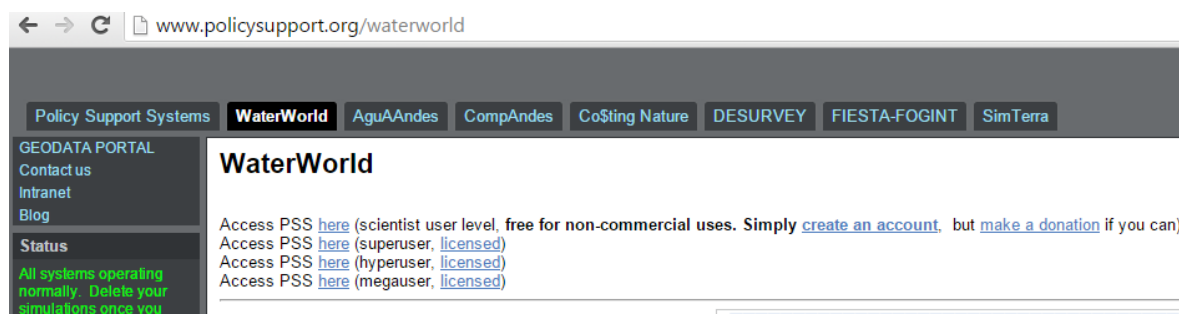 www.policysupport.org/waterworld
Policy Support Systems WaterWorld AguAAndes CompAndes Co$ting Nature DESURVEY FIESTA-FOGINT SimTerra
GEODATA PORTAL
Contact us
Intranet
Blog
Status
All systems operating
normally. Delete your
simulations once you
WaterWorld
Access PSS here (scientist user level, free for non-commercial uses. Simply create an account, but make a donation if you can)
Access PSS here (superuser, licensed)
Access PSS here (hyperuser, licensed)
Access PSS here (megauser, licensed)